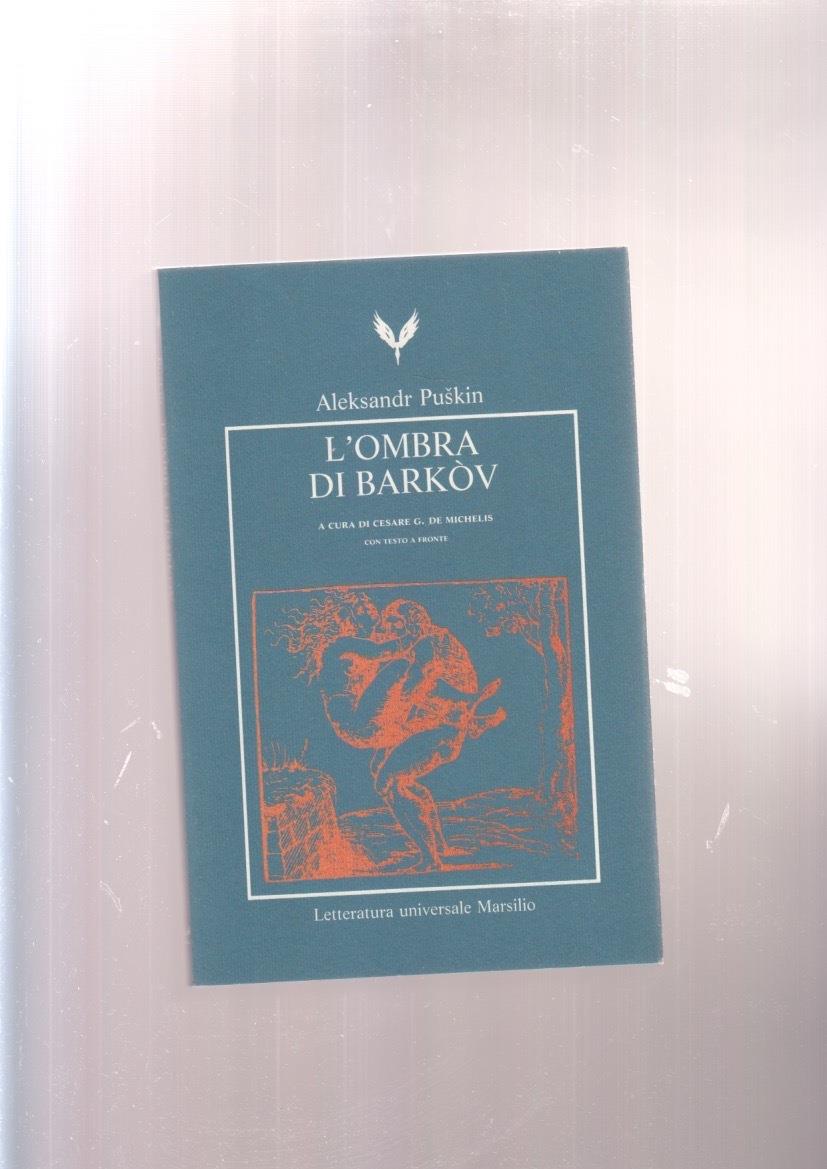 Aleksandr Puškin
L'OMBRA
DI BARKÒV
A CURA DI CESARE G. DE MICHELIS
CON TESTO A FRONTE
Letteratura universale Marsilio